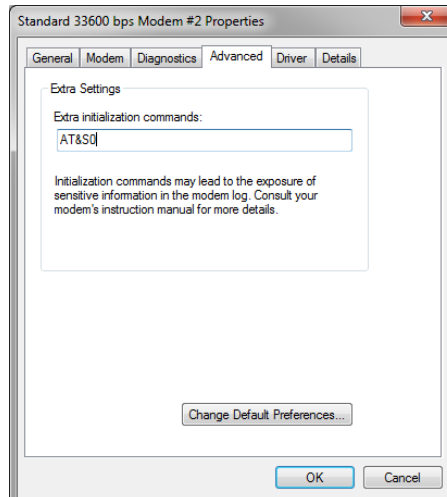 Standard 33600 bps Modem #2 Properties
General Modem Diagnostics Advanced Driver Details
Extra Settings
Extra initialization commands:
AT&S0
Initialization commands may lead to the exposure of
sensitive information in the modem log. Consult your
modem's instruction manual for more details.
Change Default Preferences...
OK Cancel